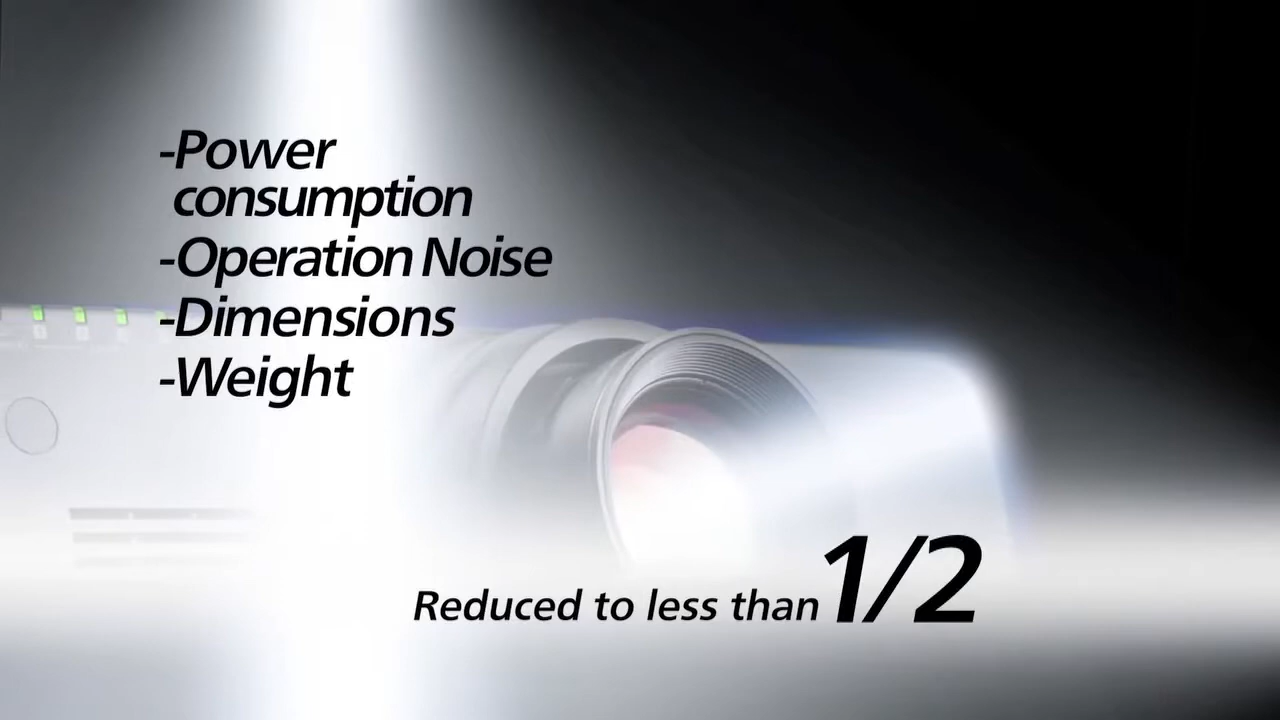 -Power
consumption
-Operation Noise
-Dimensions
-Weight
Reduced to less than 1/2